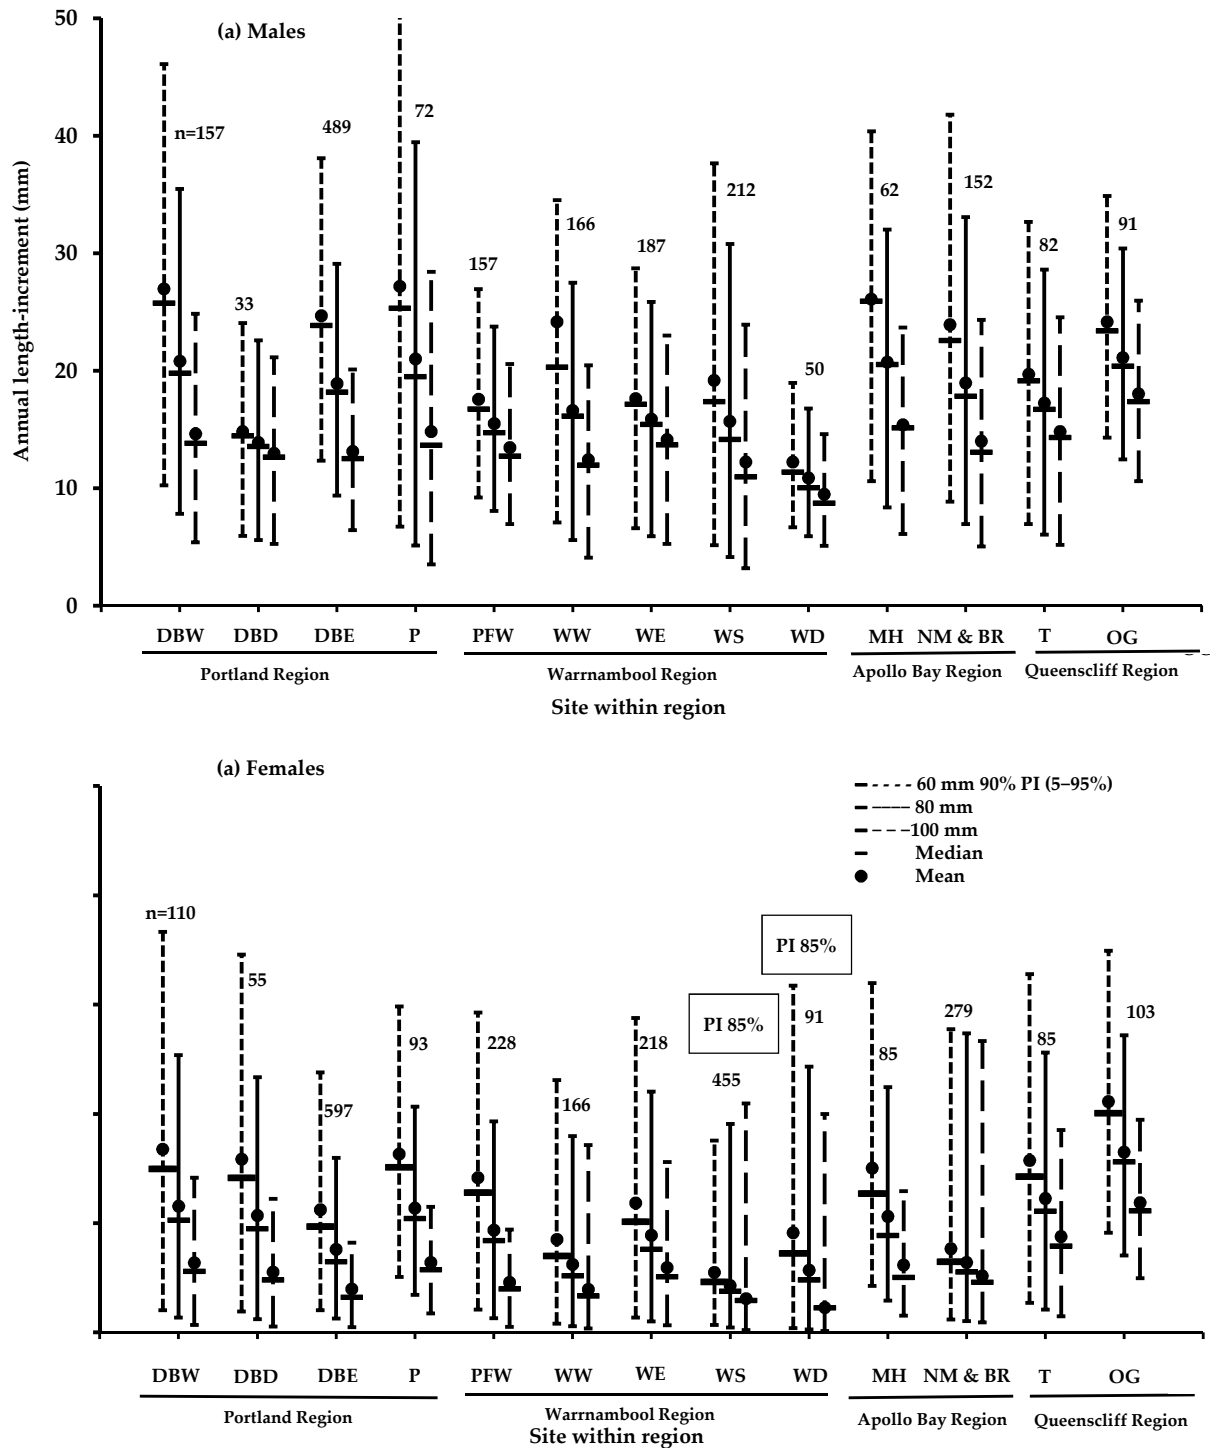 (a) Males
50
40
30
20
10
0
Annual length-increment (mm)
n=157
33
489
72
157
166
187
212
50
62
152
82
91
DBW DBD DBE P PFW WW WE WS WD MH NM & BR T OG
Portland Region Warrnambool Region Apollo Bay Region Queenscliff Region
Site within region
(a) Females
60 mm 90% PI (5–95%)
80 mm
100 mm
Median
Mean
n=110
55
597
93
228
166
218
PI 85%
455
PI 85%
91
85
279
85
103
DBW DBD DBE P PFW WW WE WS WD MH NM & BR T OG
Portland Region Warrnambool Region Apollo Bay Region Queenscliff Region
Site within region